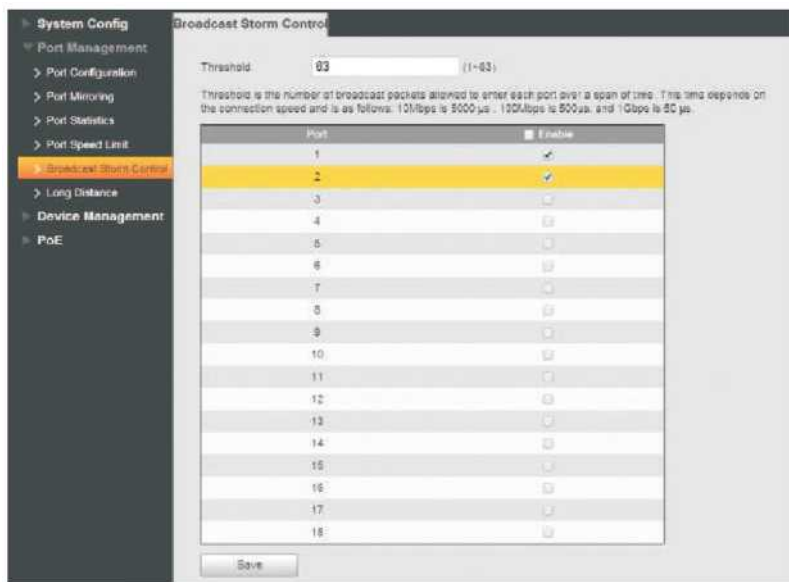 System Config
Port Management
> Port Configuration
> Port Mirroring
> Port Statistics
> Port Speed Limit
> Broadcast Storm Control
> Long Distance
Device Management
PoE
Broadcast Storm Control
Threshold 63 (1~63)
Threshold is the number of broadcast packets allowed to enter each port over a span of time. This time depends on
the connection speed and is as follows: 10Mbps is 5000 µs , 100Mbps is 500µs, and 1Gbps is 50 µs.
Port Enable
1
2
3
4
5
6
7
8
9
10
11
12
13
14
15
16
17
18
Save